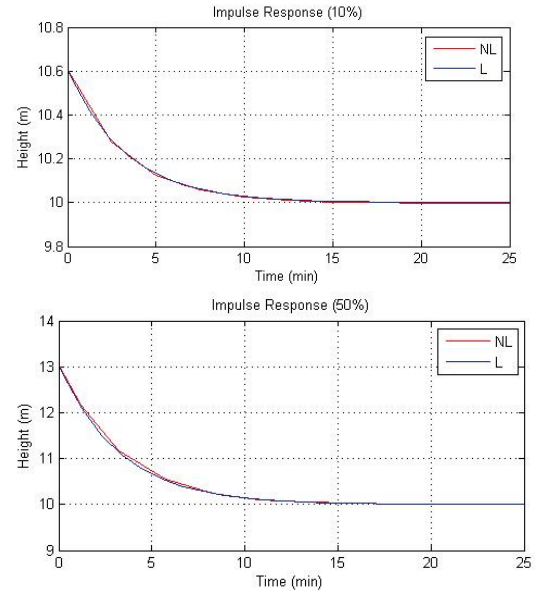 Impulse Response (10%)
10.8
10.6
10.4
10.2
10
9.8
Height (m)
NL
L
0 5 10 15 20 25
Time (min)
Impulse Response (50%)
14
13
12
11
10
9
Height (m)
NL
L
0 5 10 15 20 25
Time (min)